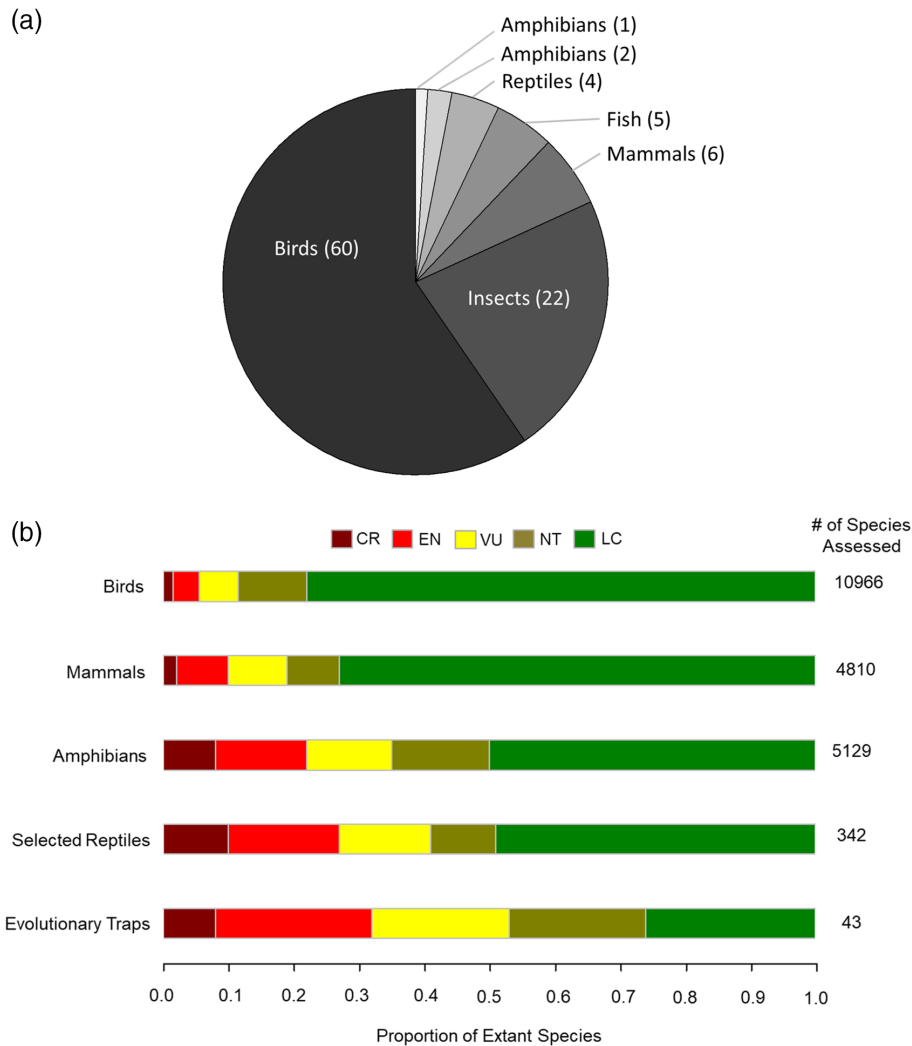 (a)
Amphibians (1)
Amphibians (2)
Reptiles (4)
Fish (5)
Mammals (6)
Birds (60)
Insects (22)
(b)
CR EN VU NT LC
# of Species
Assessed
Birds 10966
Mammals 4810
Amphibians 5129
Selected Reptiles 342
Evolutionary Traps 43
0.0 0.1 0.2 0.3 0.4 0.5 0.6 0.7 0.8 0.9 1.0
Proportion of Extant Species